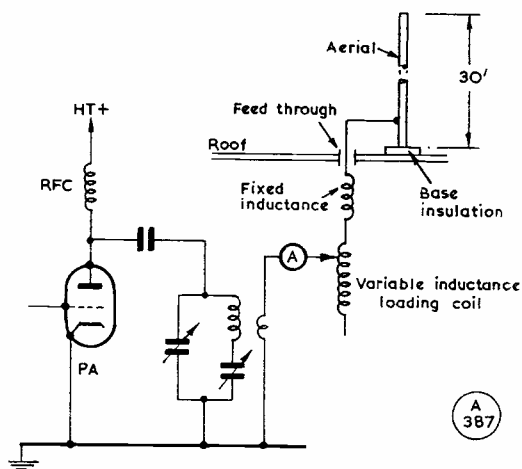 Aerial
30'
HT+
Feed through
Roof
RFC
Fixed
inductance
Base
insulation
A
Variable inductance
loading coil
PA
A
387